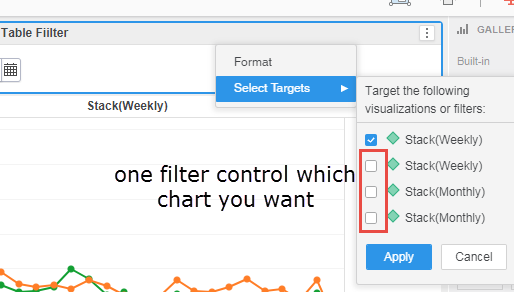 Table Fiilter
GALLER
Built-in
Format
Select Targets
Target the following
visualizations or filters:
Stack(Weekly)
Stack(Weekly)
Stack(Weekly)
Stack(Monthly)
Stack(Monthly)
one filter control which
chart you want
Apply
Cancel